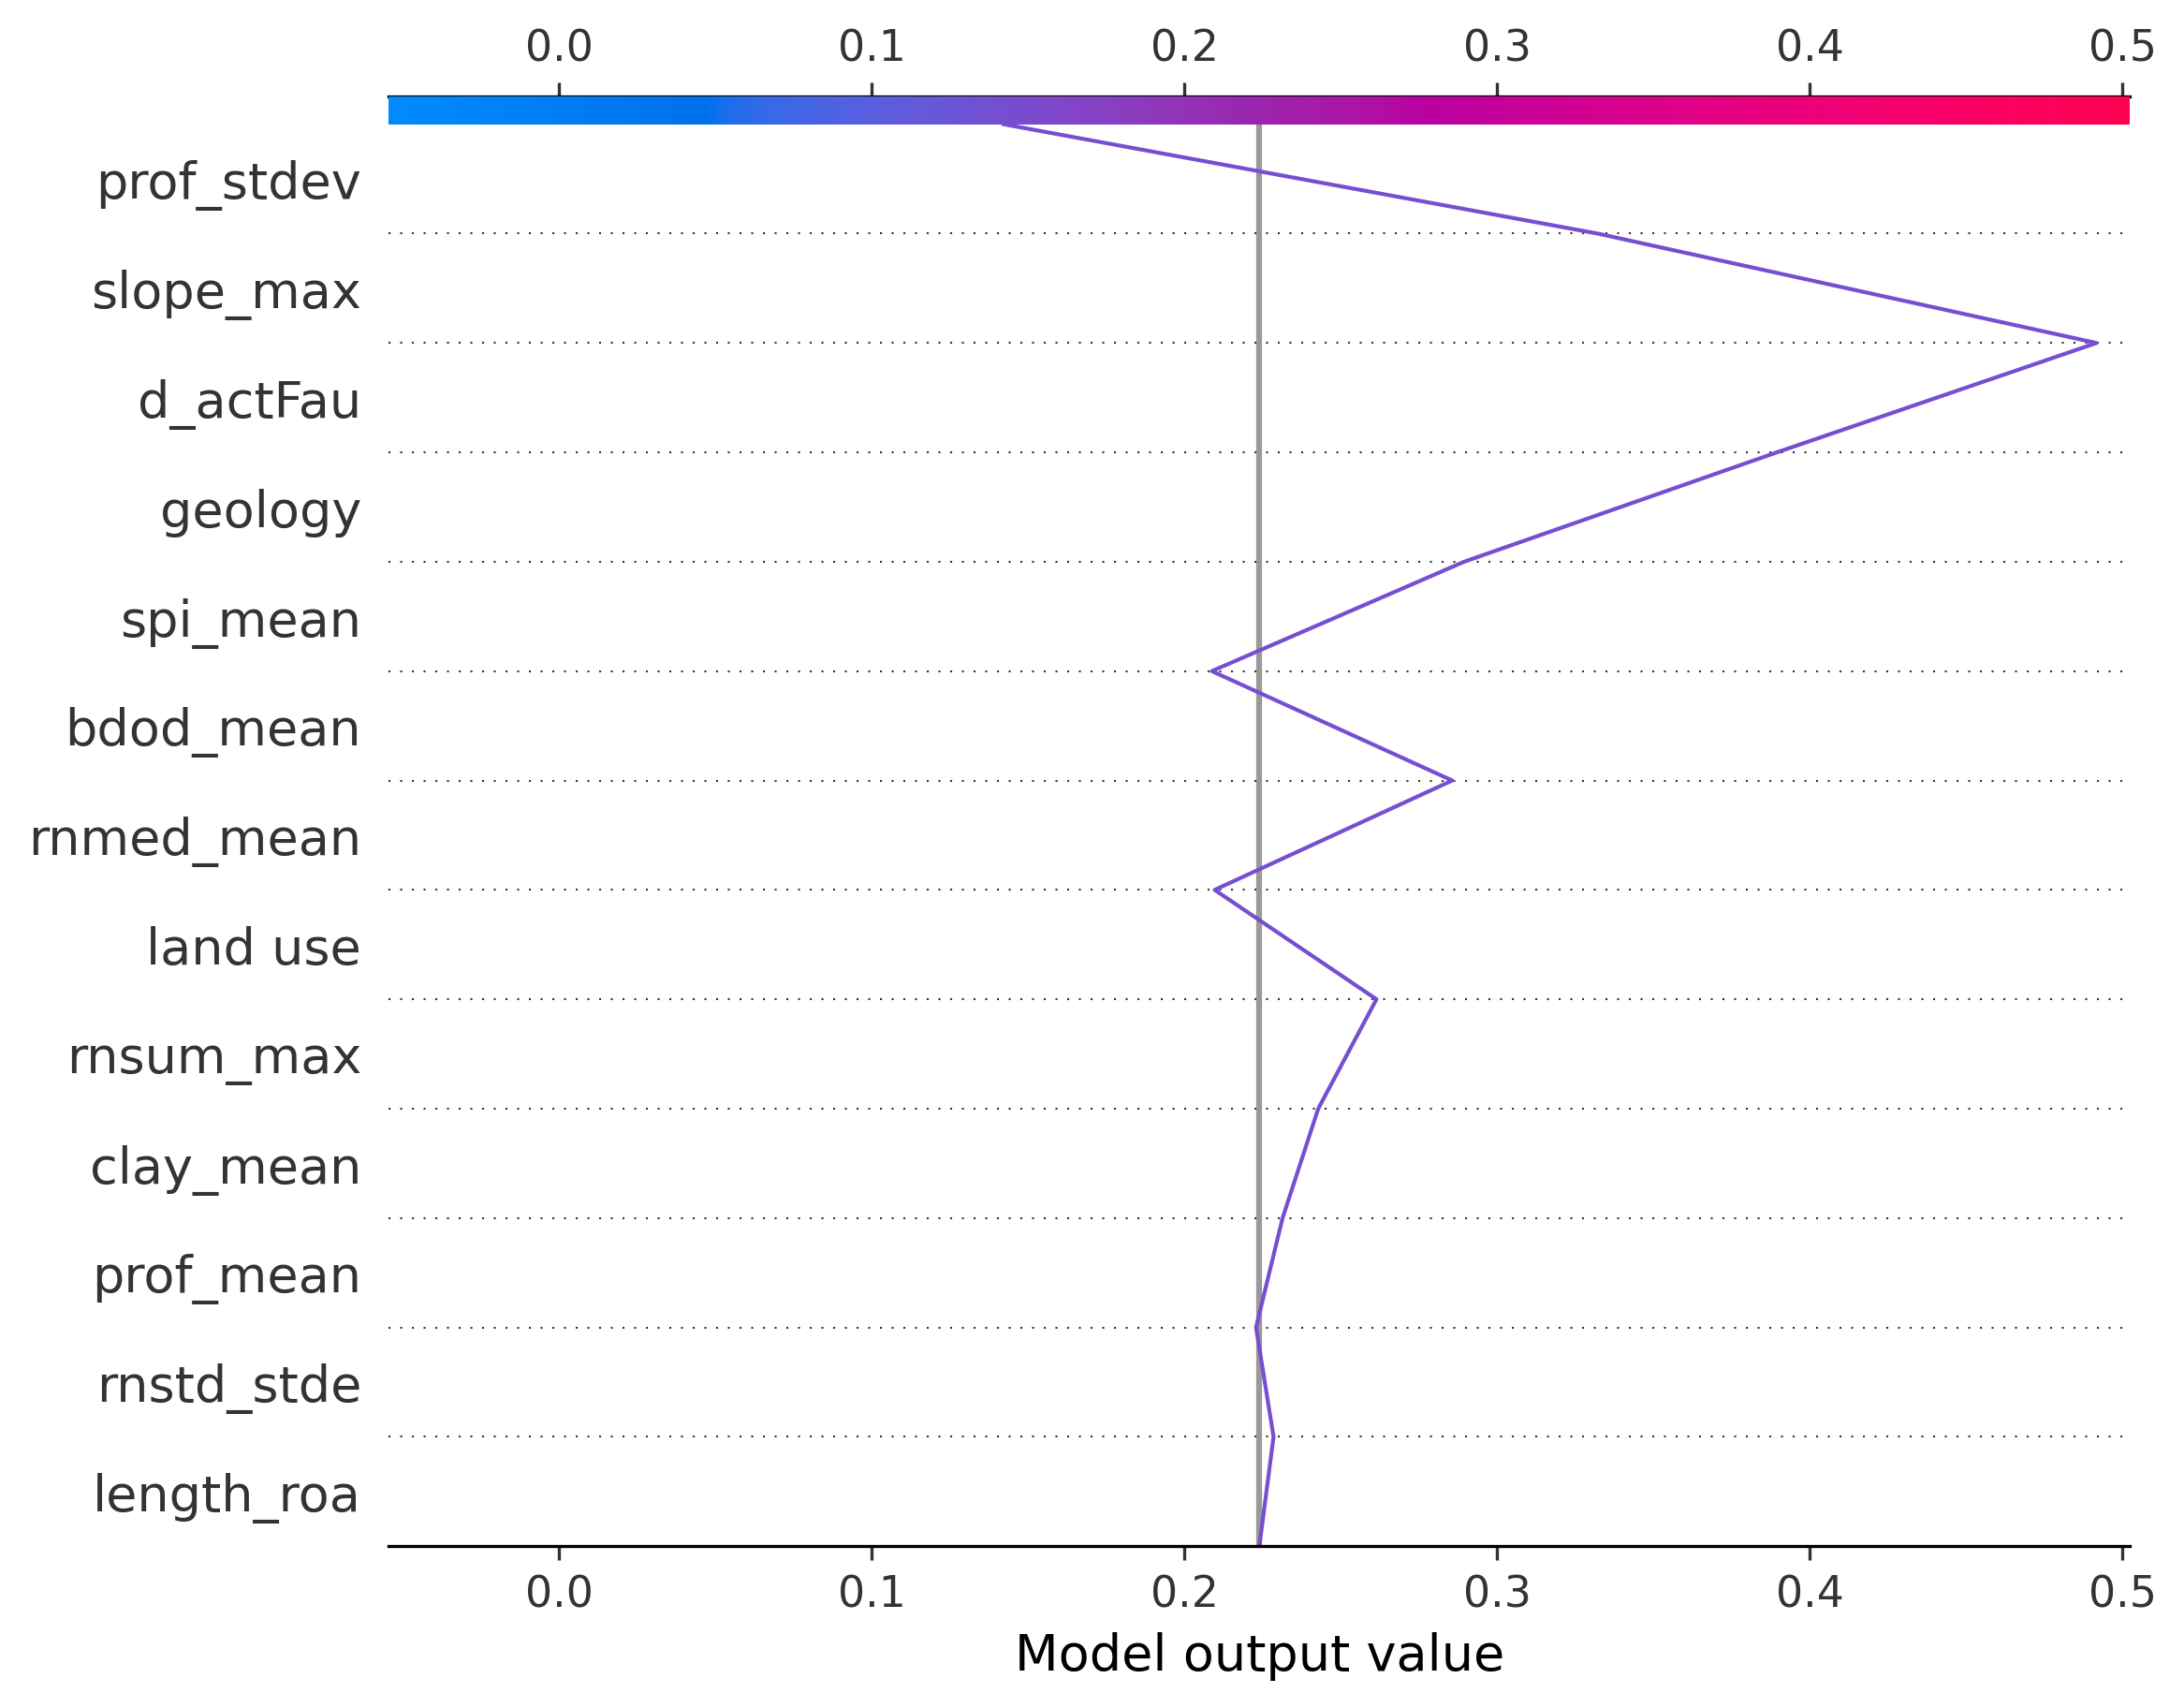 0.0 0.1 0.2 0.3 0.4 0.5
prof_stdev
slope_max
d_actFau
geology
spi_mean
bdod_mean
rnmed_mean
land use
rnsum_max
clay_mean
prof_mean
rnstd_stde
length_roa
0.0 0.1 0.2 0.3 0.4 0.5
Model output value